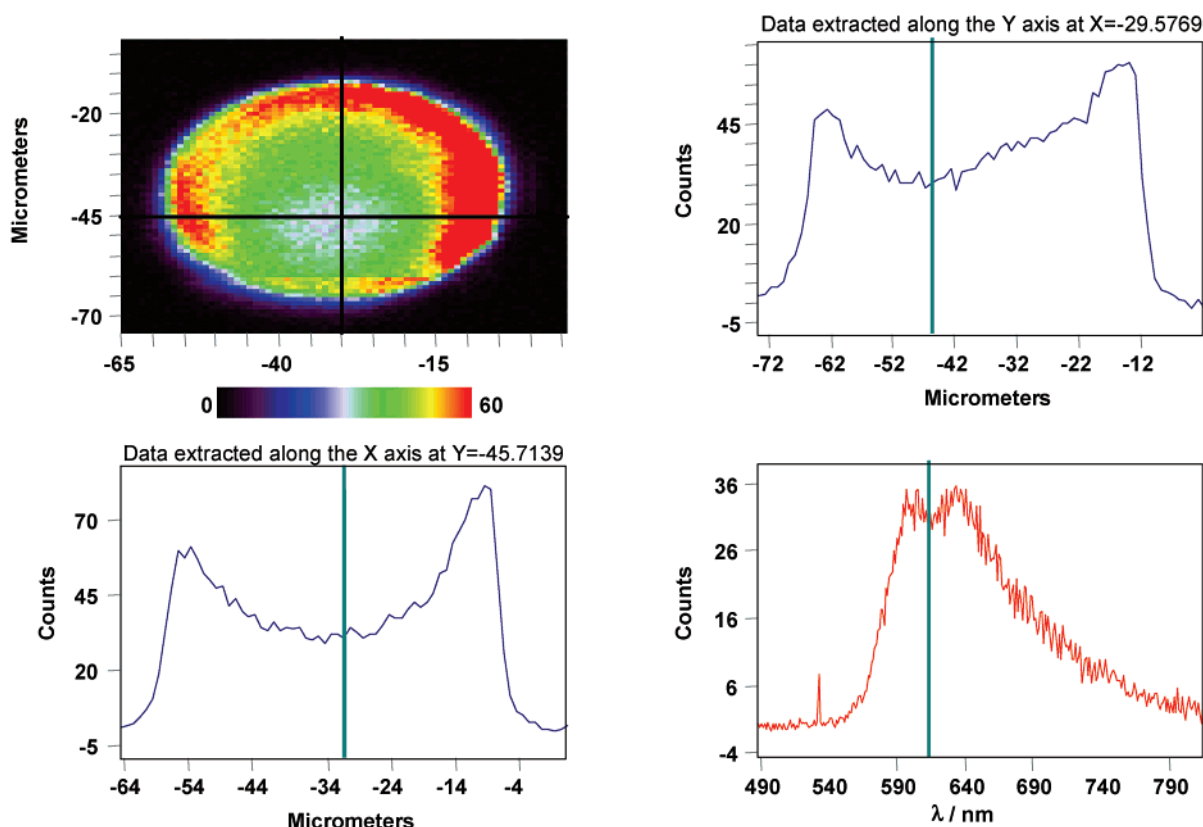 Micrometers
-20
-45
-70
-65 -40 -15
0 60
Data extracted along the Y axis at X=-29.5769
Counts
45
20
-5
-72 -62 -52 -42 -32 -22 -12
Micrometers
Data extracted along the X axis at Y=-45.7139
Counts
70
45
20
-5
-64 -54 -44 -34 -24 -14 -4
Micrometers
Counts
36
26
16
6
-4
490 540 590 640 690 740 790
λ / nm